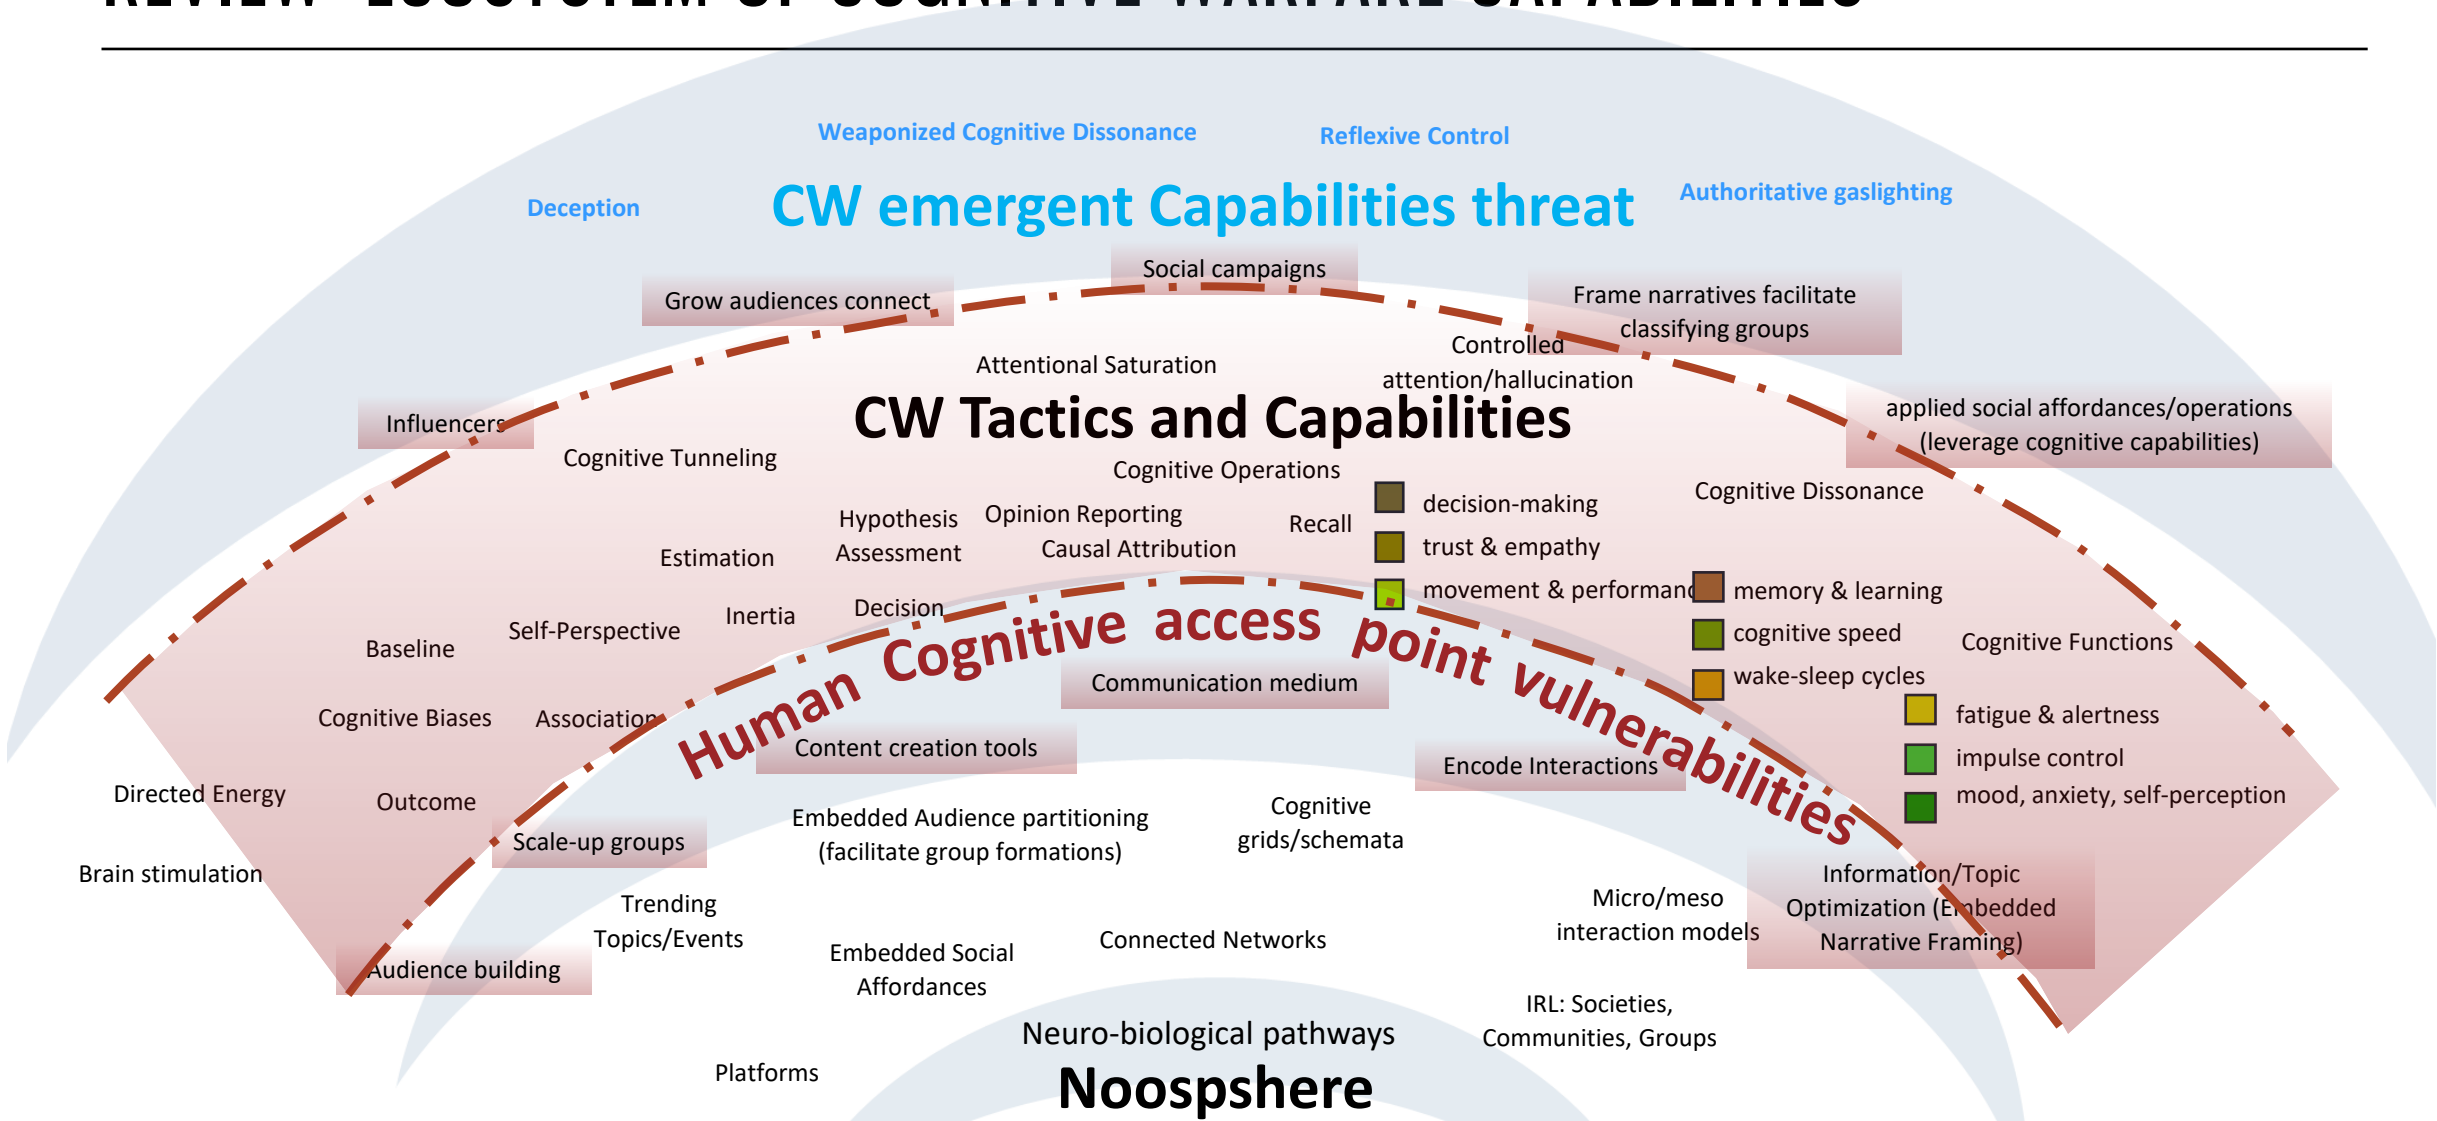 REVIEW ECOSYSTEM OF COGNITIVE WARFARE CAPABILITIES
Weaponized Cognitive Dissonance
Reflexive Control
Deception
CW emergent Capabilities threat
Authoritative gaslighting
Social campaigns
Grow audiences connect
Frame narratives facilitate
classifying groups
Controlled
attention/hallucination
Attentional Saturation
Influencers
CW Tactics and Capabilities
applied social affordances/operations
(leverage cognitive capabilities)
Cognitive Tunneling
Cognitive Operations
Cognitive Dissonance
Hypothesis
Assessment
Opinion Reporting
Causal Attribution
Recall
decision-making
trust & empathy
movement & performanc
Estimation
memory & learning
cognitive speed
wake-sleep cycles
Cognitive Functions
Inertia
Decision
Self-Perspective
Baseline
Human Cognitive access point vulnerabilities
Communication medium
Cognitive Biases
Association
fatigue & alertness
impulse control
mood, anxiety, self-perception
Content creation tools
Encode Interactions
Directed Energy
Outcome
Scale-up groups
Embedded Audience partitioning
(facilitate group formations)
Cognitive
grids/schemata
Brain stimulation
Information/Topic
Optimization (Embedded
Narrative Framing)
Trending
Topics/Events
Micro/meso
interaction models
Embedded Social
Affordances
Connected Networks
Audience building
IRL: Societies,
Communities, Groups
Neuro-biological pathways
Platforms
Noospshere